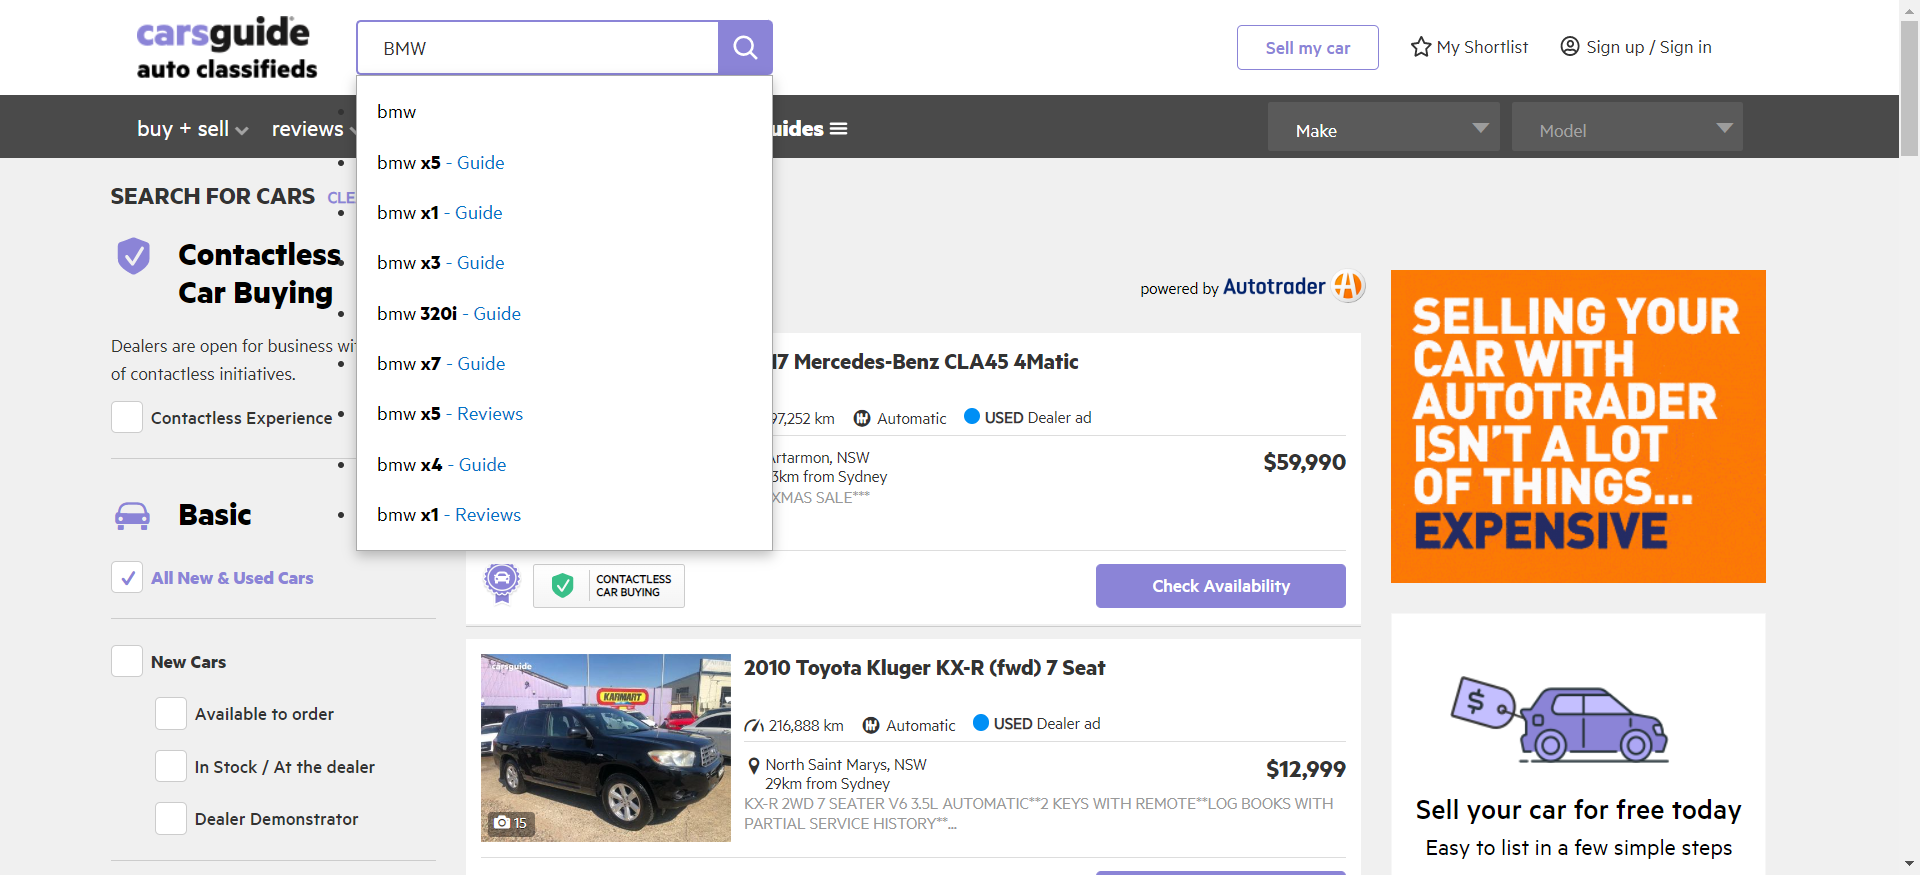 carsguide
auto classifieds
BMW
Sell my car
My Shortlist
Sign up / Sign in
buy + sell
reviews
uides
Make
Model
bmw
bmw x5 - Guide
bmw x1 - Guide
bmw x3 - Guide
bmw 320i - Guide
bmw x7 - Guide
bmw x5 - Reviews
bmw x4 - Guide
bmw x1 - Reviews
SEARCH FOR CARS CLE
Contactless
Car Buying
Dealers are open for business wi
of contactless initiatives.
Contactless Experience
Basic
All New & Used Cars
New Cars
Available to order
In Stock / At the dealer
Dealer Demonstrator
powered by Autotrader
17 Mercedes-Benz CLA45 4Matic
97,252 km Automatic USED Dealer ad
Artarmon, NSW
3km from Sydney
XMAS SALE***
$59,990
CONTACTLESS
CAR BUYING
Check Availability
carsguide
KARMART
15
2010 Toyota Kluger KX-R (fwd) 7 Seat
216,888 km Automatic USED Dealer ad
North Saint Marys, NSW
29km from Sydney
$12,999
KX-R 2WD 7 SEATER V6 3.5L AUTOMATIC**2 KEYS WITH REMOTE**LOG BOOKS WITH
PARTIAL SERVICE HISTORY**...
SELLING YOUR
CAR WITH
AUTOTRADER
ISN'T A LOT
OF THINGS...
EXPENSIVE
$
Sell your car for free today
Easy to list in a few simple steps